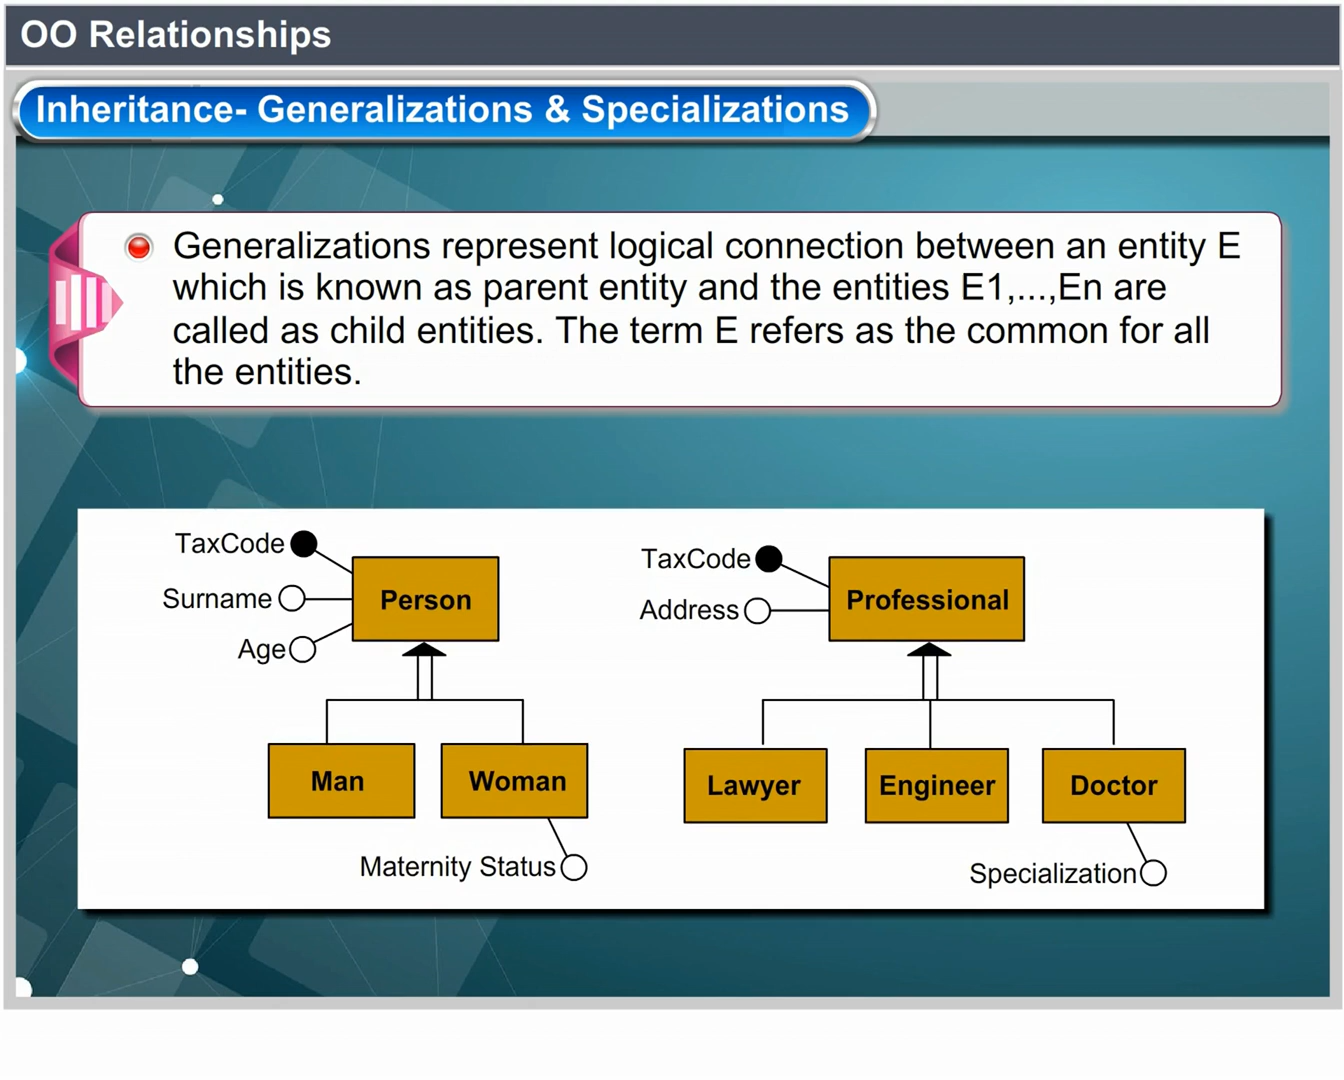 OO Relationships
Inheritance- Generalizations & Specializations
Generalizations represent logical connection between an entity E
which is known as parent entity and the entities E1,...,En are
called as child entities. The term E refers as the common for all
the entities.
TaxCode
Surname
Age
Person
Man
Woman
Maternity Status
TaxCode
Address
Professional
Lawyer
Engineer
Doctor
Specialization